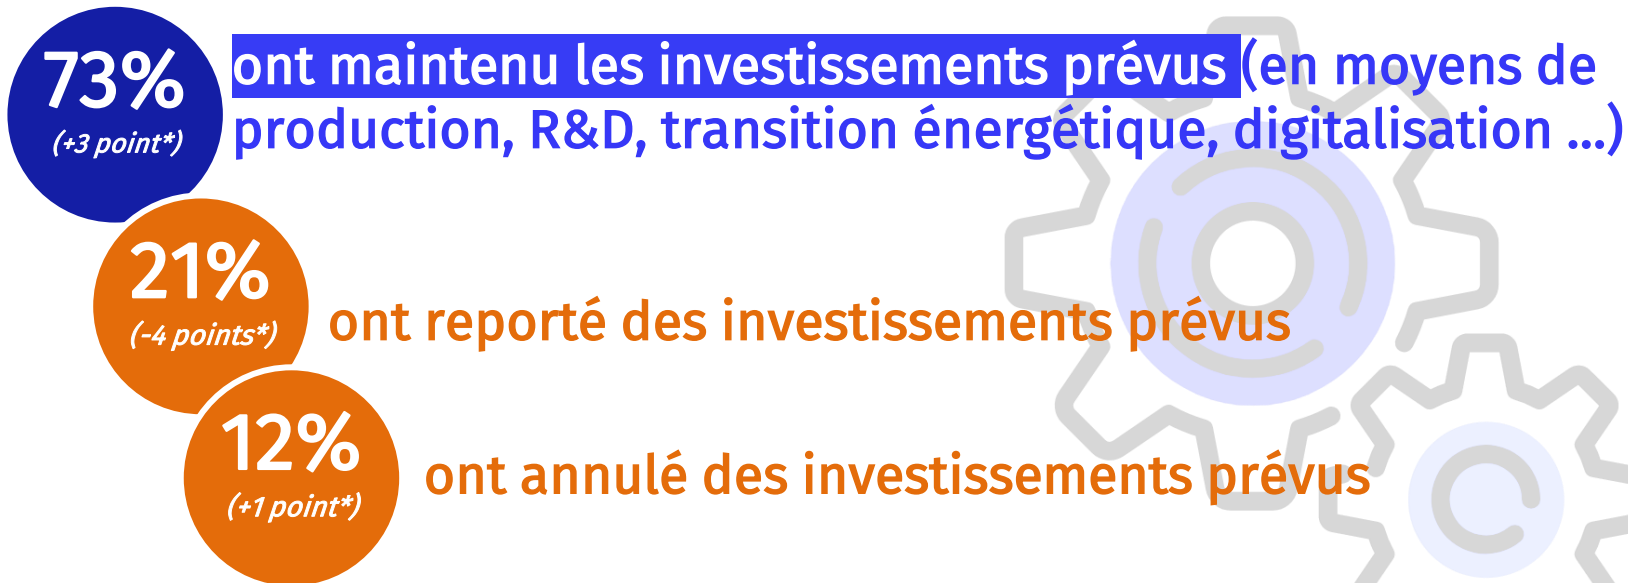 73%
(+3 point*)
ont maintenu les investissements prévus (en moyens de
production, R&D, transition énergétique, digitalisation ...)
21%
(-4 points*)
ont reporté des investissements prévus
12%
(+1 point*)
ont annulé des investissements prévus